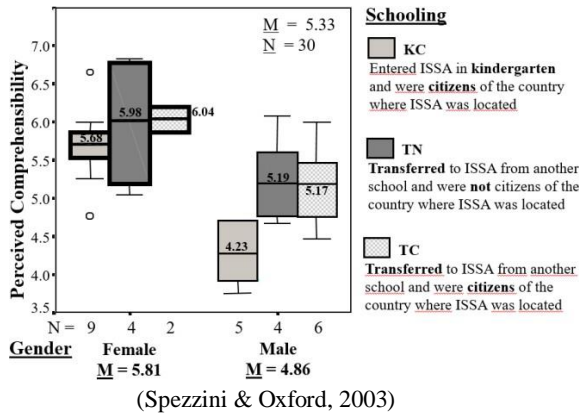 M = 5.33
N = 30
7.0
6.5
6.0
5.5
5.0
4.5
4.0
3.5
Perceived Comprehensibility
5.68
5.98
6.04
4.23
5.19
5.17
N = 9 4 2 5 4 6
Gender Female Male
M = 5.81 M = 4.86
Schooling
KC
Entered ISSA in kindergarten
and were citizens of the country
where ISSA was located
TN
Transferred to ISSA from another
school and were not citizens of the
country where ISSA was located
TC
Transferred to ISSA from another
school and were citizens of the
country where ISSA was located
(Spezzini & Oxford, 2003)